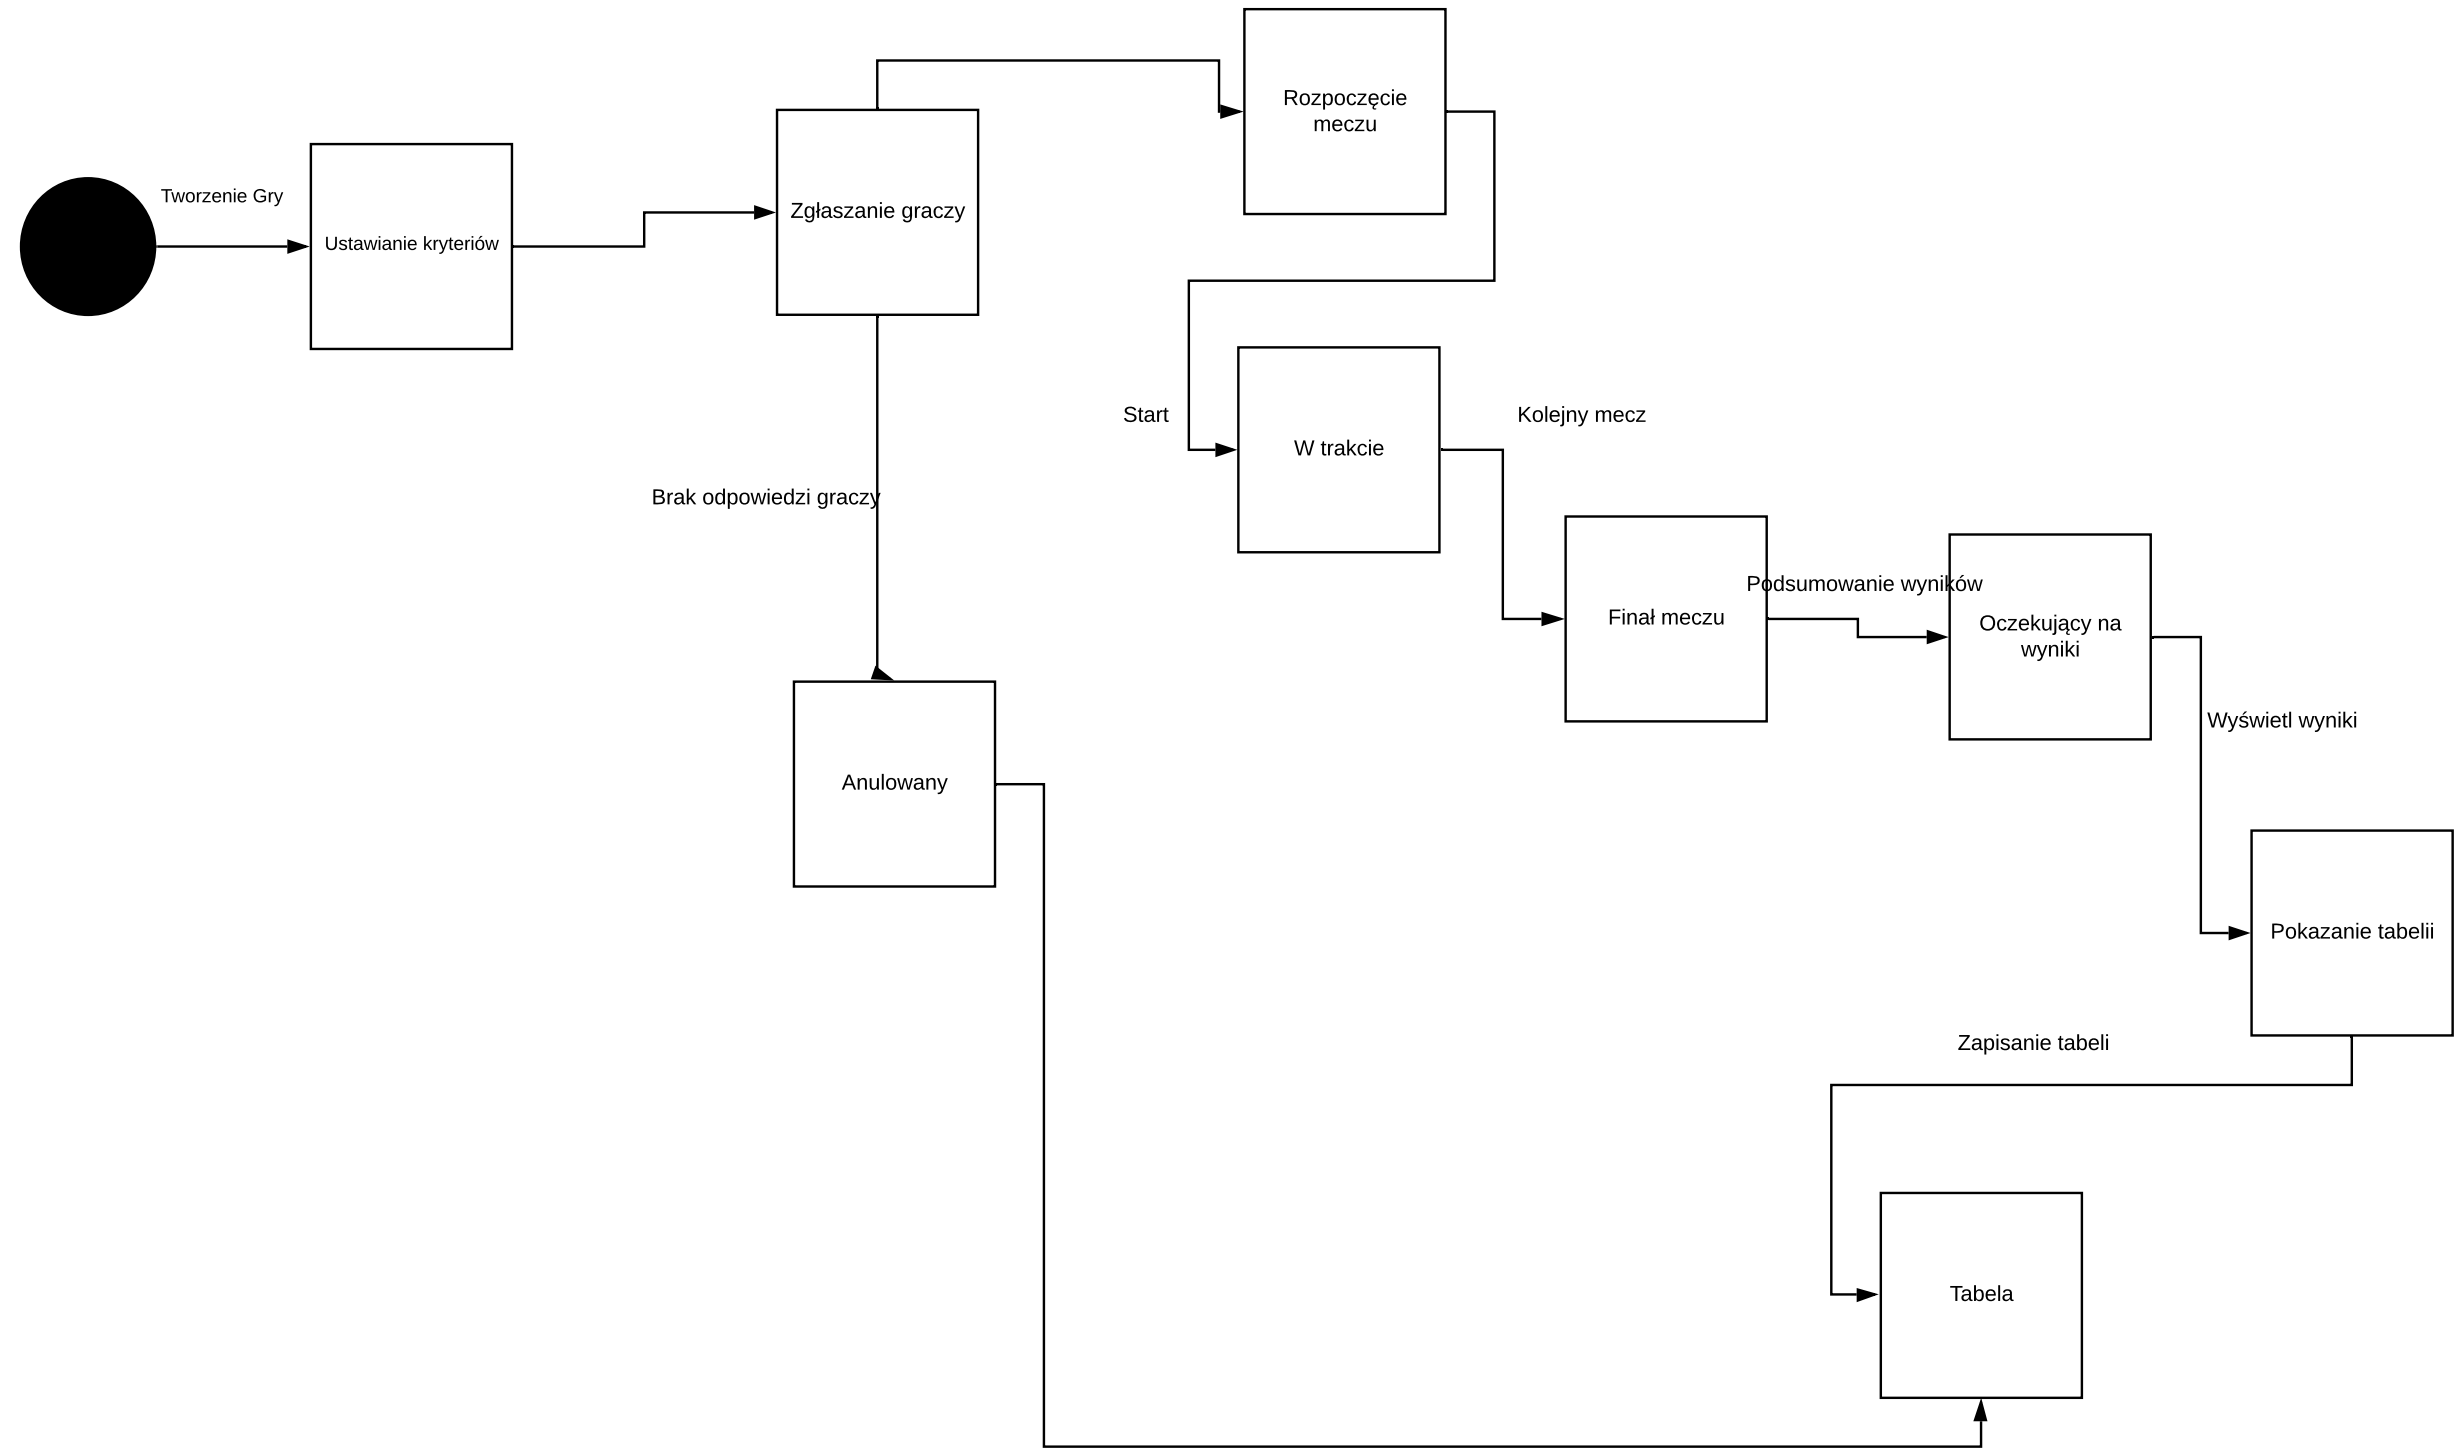 Tworzenie Gry
Ustawianie kryteriów
Zgłaszanie graczy
Rozpoczęcie
meczu
Start
W trakcie
Kolejny mecz
Brak odpowiedzi graczy
Finał meczu
Podsumowanie wyników
Oczekujący na
wyniki
Wyświetl wyniki
Anulowany
Pokazanie tabelii
Zapisanie tabeli
Tabela